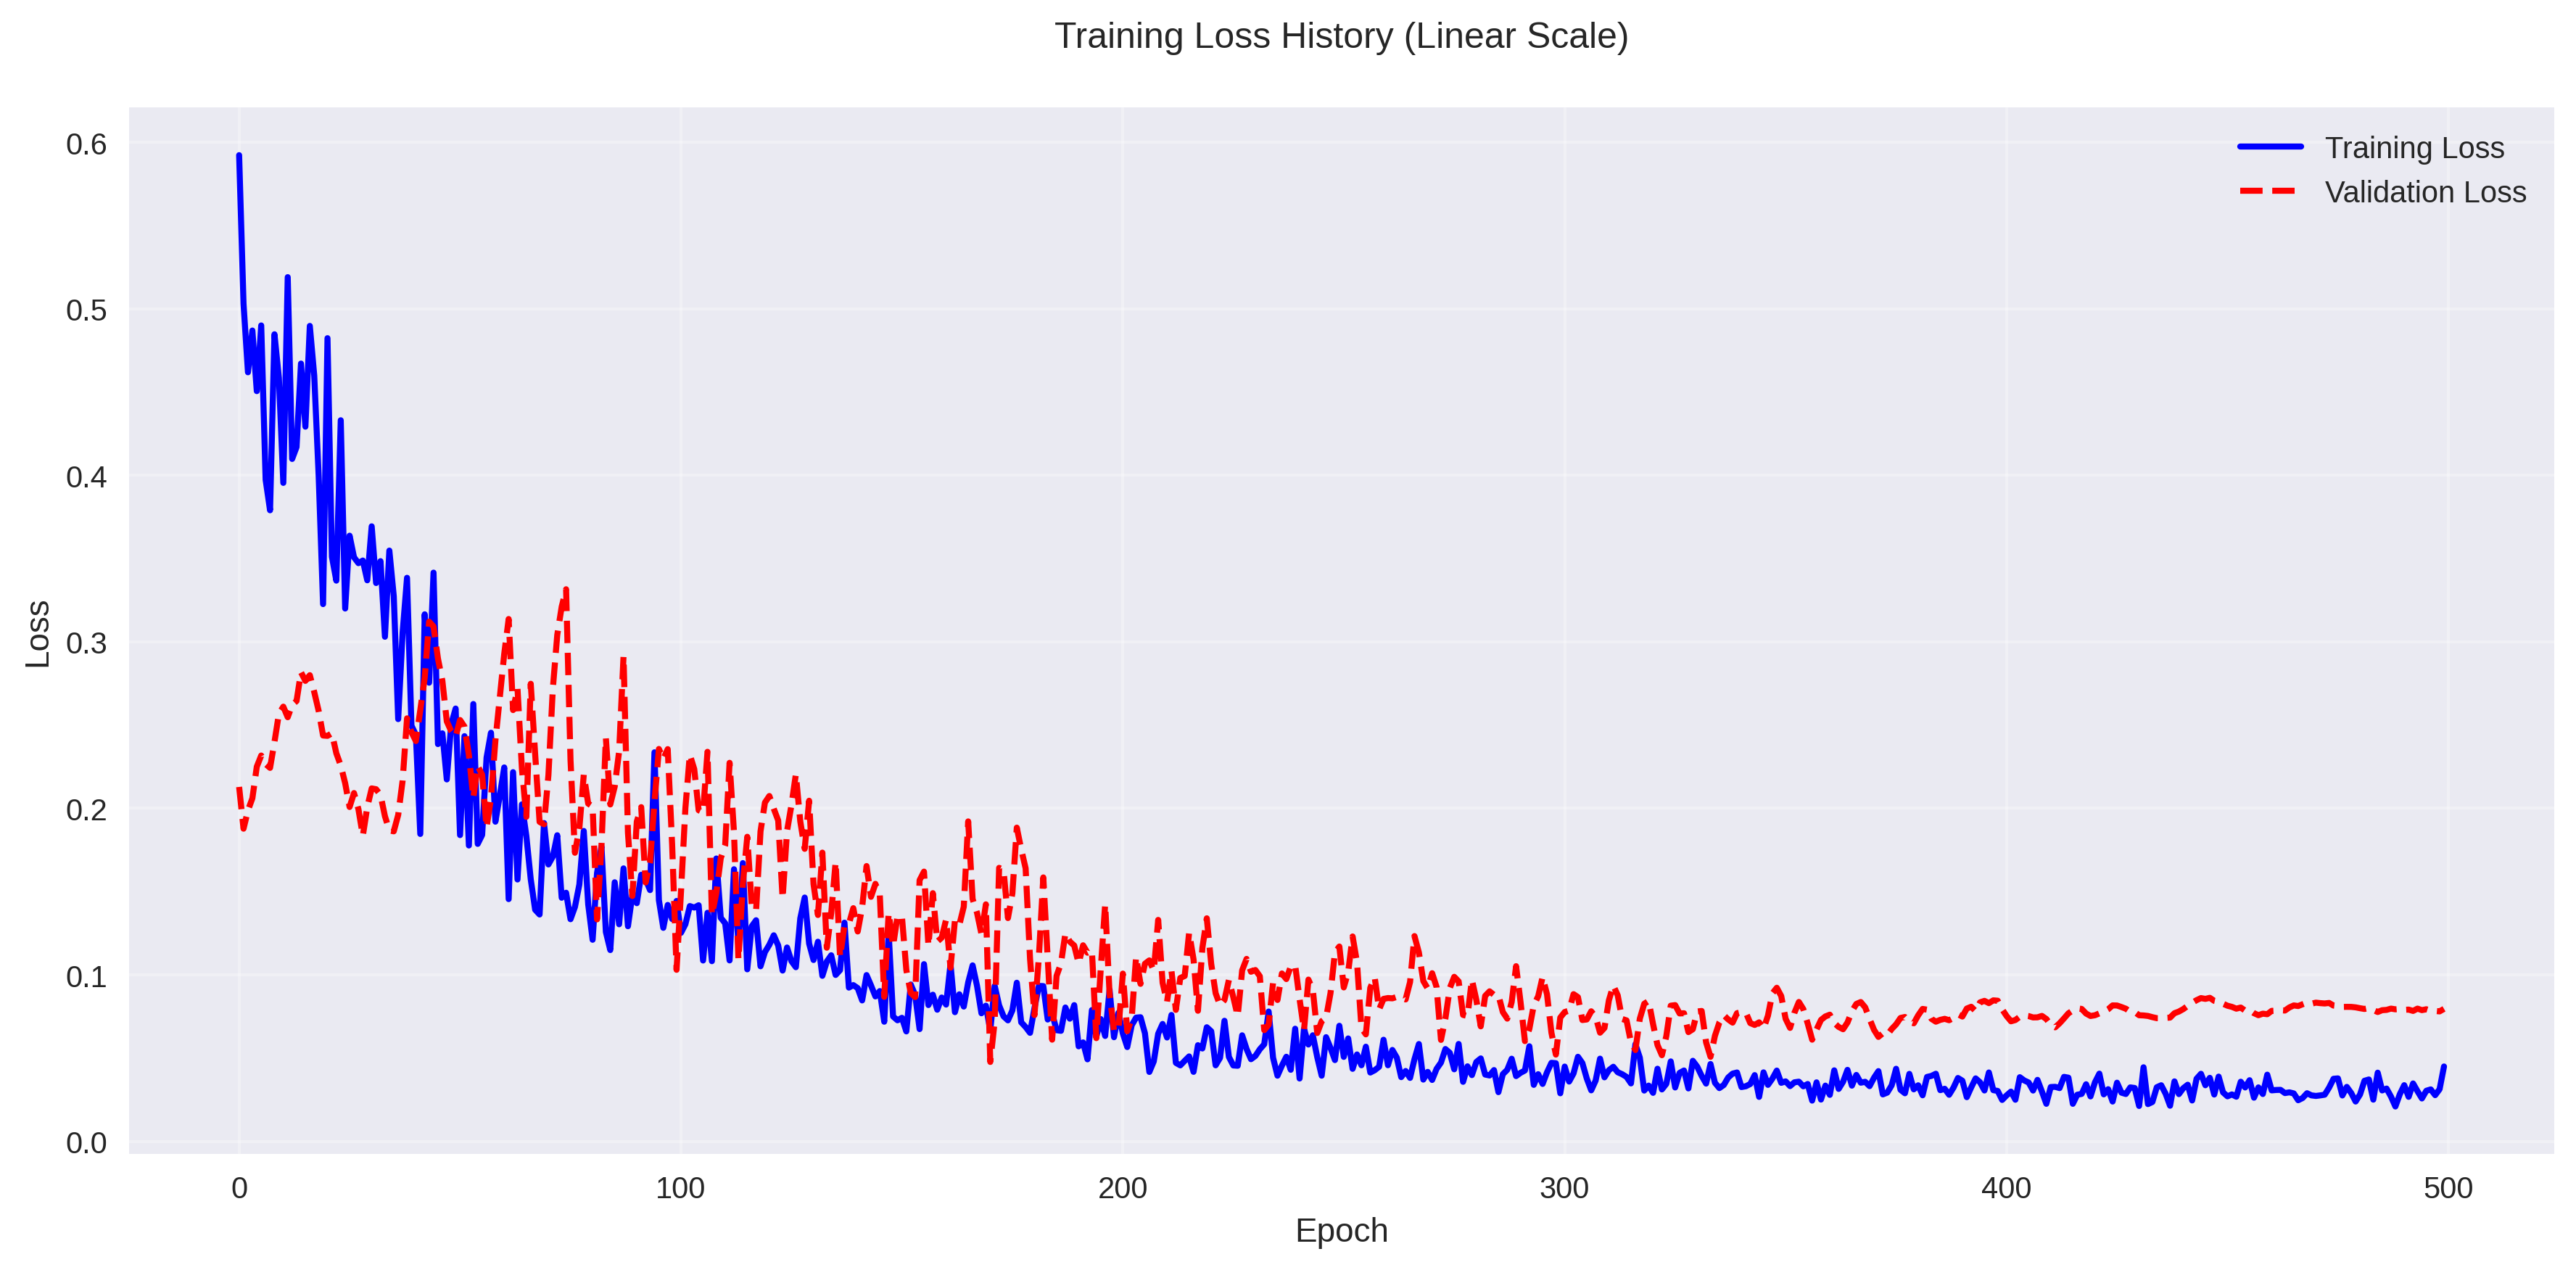 Training Loss History (Linear Scale)
Training Loss
Validation Loss
0.6
0.5
0.4
0.3
0.2
0.1
0.0
Loss
0
100
200
300
400
500
Epoch